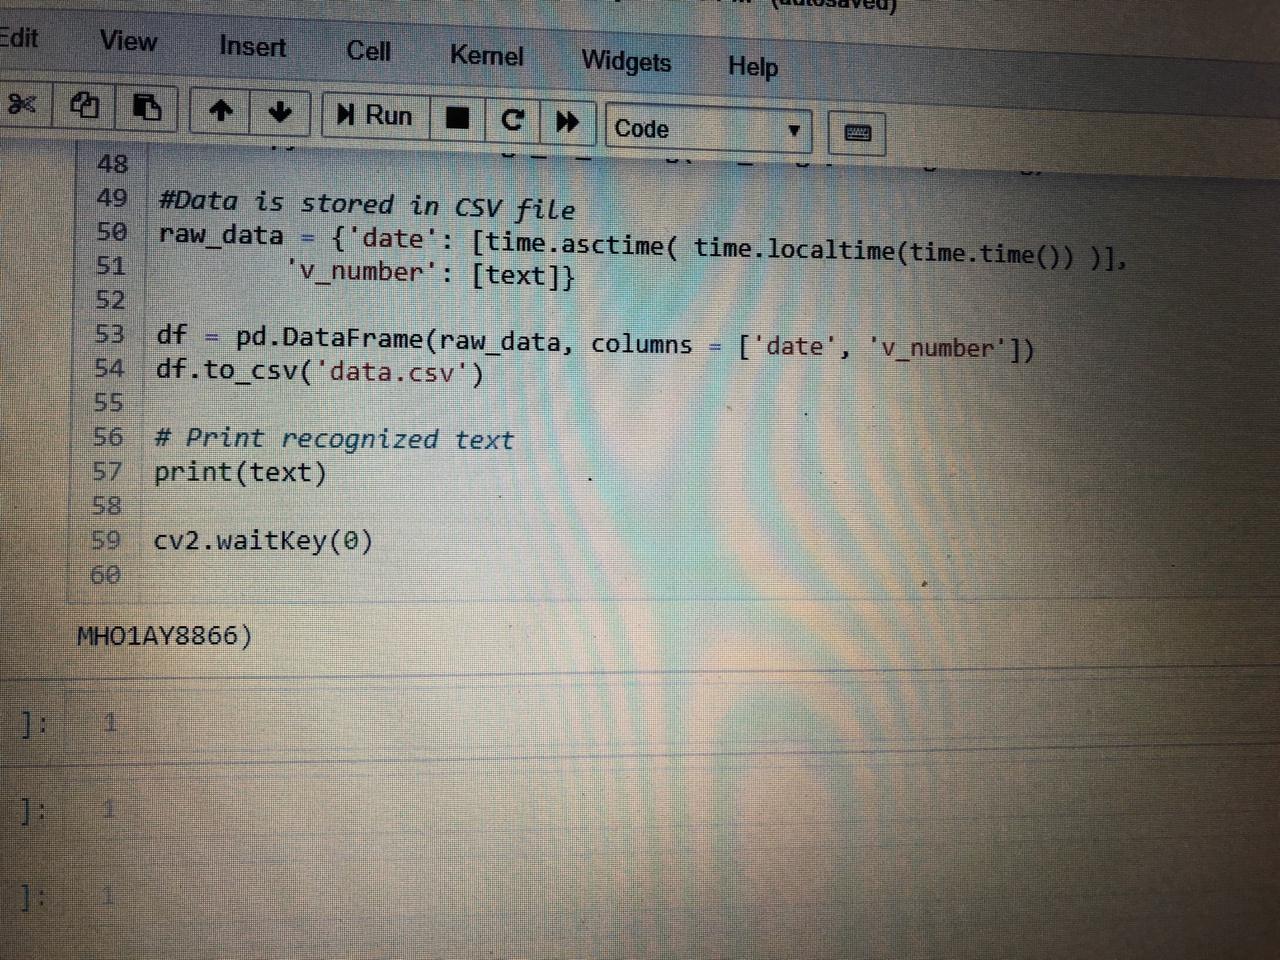 (autosaved)
Edit View Insert Cell Kernel Widgets Help
Run Code
48
49 #Data is stored in CSV file
50 raw_data = {'date': [time.asctime( time.localtime(time.time()) )],
51 'v_number': [text]}
52
53 df = pd.DataFrame(raw_data, columns = ['date', 'v_number'])
54 df.to_csv('data.csv')
55
56 # Print recognized text
57 print(text)
58
59 cv2.waitKey(0)
60
MH01AY8866)
]: 1
]: 1
]: 1